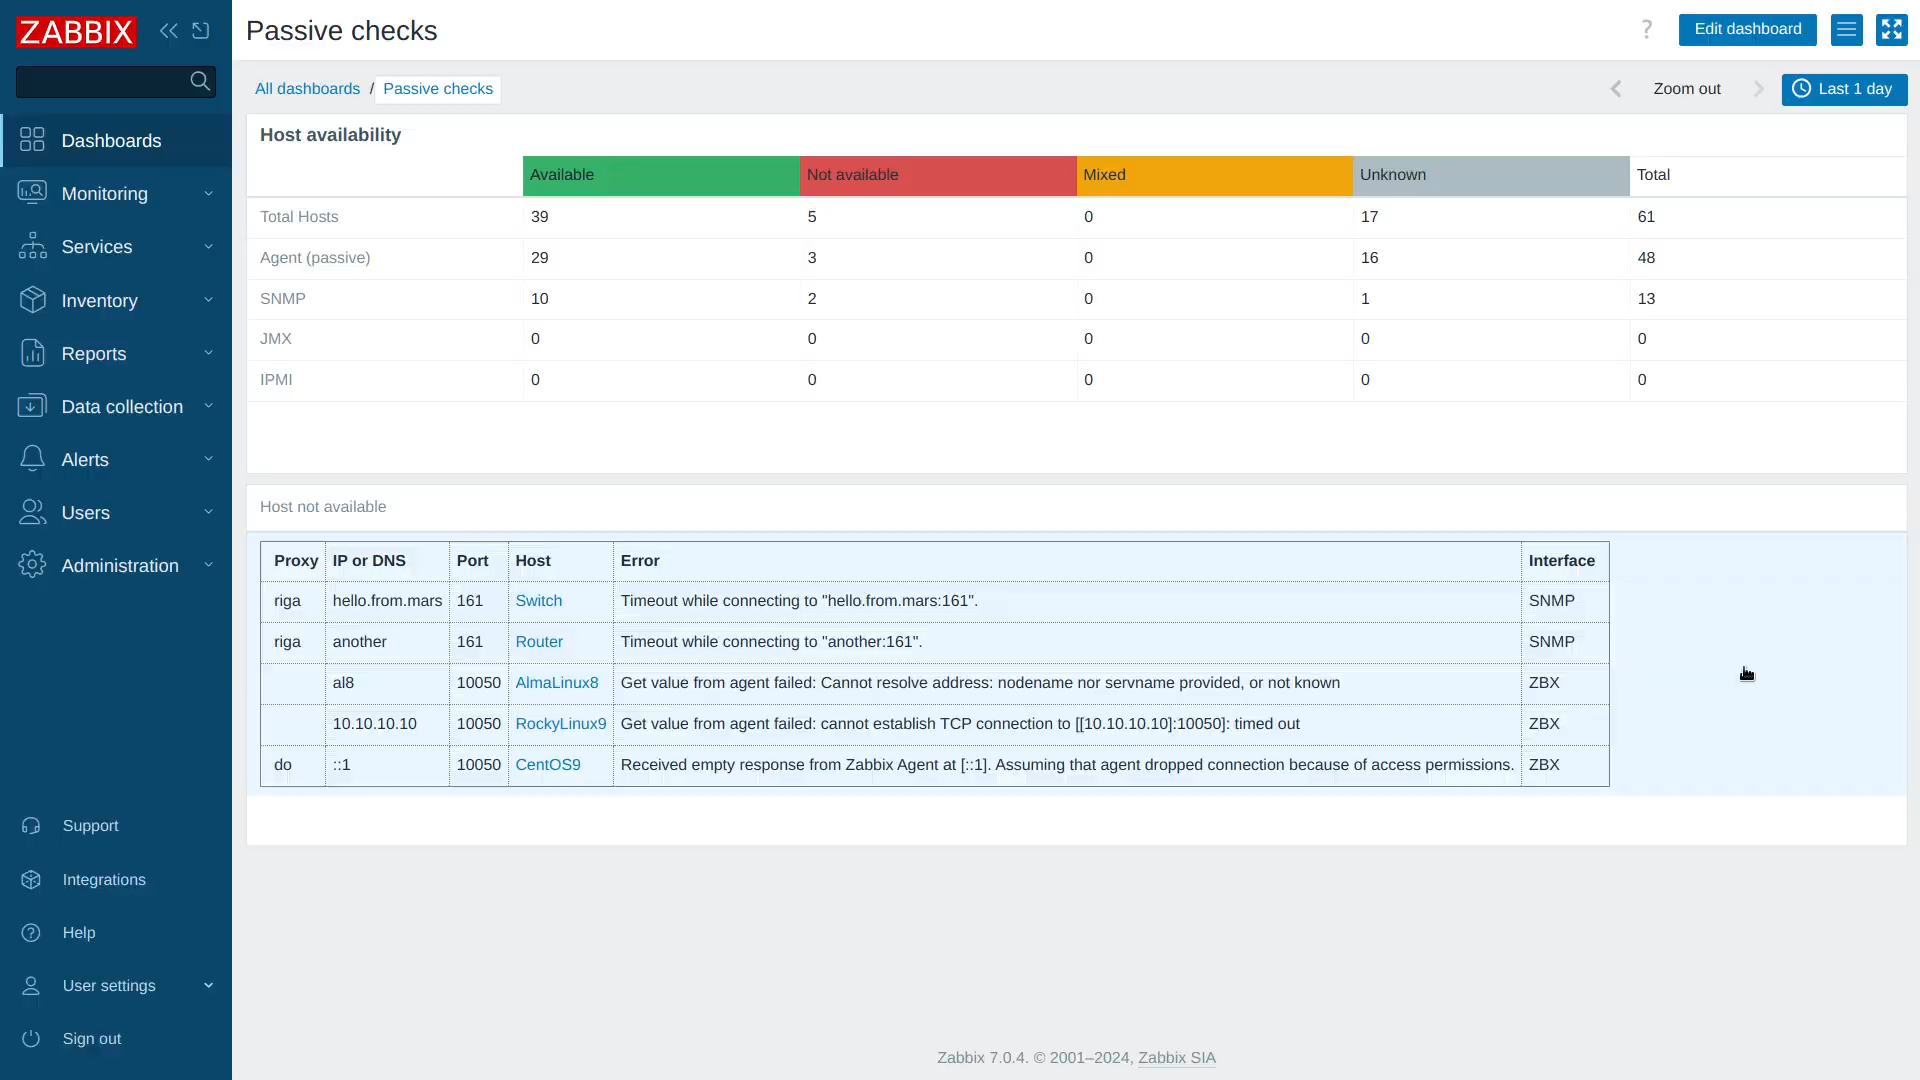 ZABBIX
Passive checks
?
Edit dashboard
All dashboards / Passive checks
Zoom out
Last 1 day
Dashboards
Monitoring
Services
Inventory
Reports
Data collection
Alerts
Users
Administration
Support
Integrations
Help
User settings
Sign out
Host availability
Available Not available Mixed Unknown Total
Total Hosts 39 5 0 17 61
Agent (passive) 29 3 0 16 48
SNMP 10 2 0 1 13
JMX 0 0 0 0 0
IPMI 0 0 0 0 0
Host not available
Proxy IP or DNS Port Host Error Interface
riga hello.from.mars 161 Switch Timeout while connecting to "hello.from.mars:161". SNMP
riga another 161 Router Timeout while connecting to "another:161". SNMP
al8 10050 AlmaLinux8 Get value from agent failed: Cannot resolve address: nodename nor servname provided, or not known ZBX
10.10.10.10 10050 RockyLinux9 Get value from agent failed: cannot establish TCP connection to [[10.10.10.10]:10050]: timed out ZBX
do ::1 10050 CentOS9 Received empty response from Zabbix Agent at [::1]. Assuming that agent dropped connection because of access permissions. ZBX
Zabbix 7.0.4. © 2001–2024, Zabbix SIA